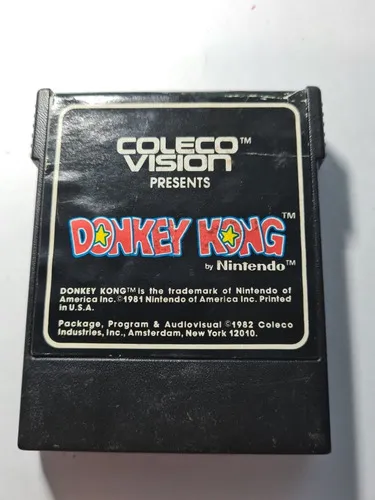 COLECO™
VISION
PRESENTS
DONKEY KONG™
by Nintendo™
DONKEY KONG™ is the trademark of Nintendo of
America Inc. ©1981 Nintendo of America Inc. Printed
in U.S.A.
Package, Program & Audiovisual ©1982 Coleco
Industries, Inc., Amsterdam, New York 12010.